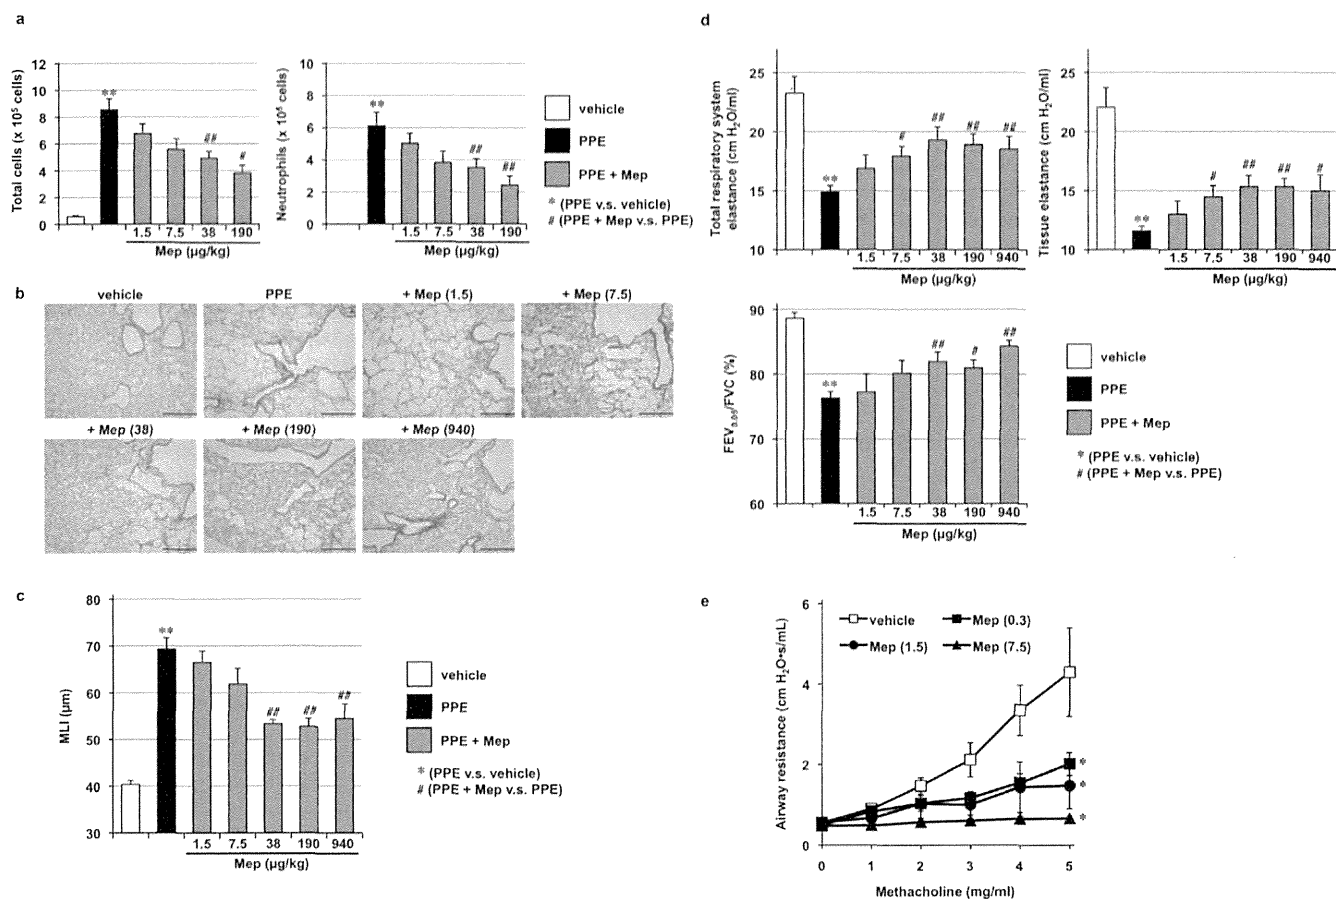 a
Total cells (x 10⁵ cells)
12
10
8
6
4
2
0
**
##
#
1.5 7.5 38 190
Mep (µg/kg)
Neutrophils (x 10⁵ cells)
10
8
6
4
2
0
**
##
##
1.5 7.5 38 190
Mep (µg/kg)
vehicle
PPE
PPE + Mep
* (PPE v.s. vehicle)
# (PPE + Mep v.s. PPE)
b
vehicle PPE + Mep (1.5) + Mep (7.5)
+ Mep (38) + Mep (190) + Mep (940)
c
MLI (µm)
80
70
60
50
40
30
**
## ## ##
1.5 7.5 38 190 940
Mep (µg/kg)
vehicle
PPE
PPE + Mep
* (PPE v.s. vehicle)
# (PPE + Mep v.s. PPE)
d
Total respiratory system
elastance (cm H₂O/ml)
25
20
15
10
**
# ## ## ##
1.5 7.5 38 190 940
Mep (µg/kg)
Tissue elastance (cm H₂O/ml)
25
20
15
10
**
# ## ## #
1.5 7.5 38 190 940
Mep (µg/kg)
FEV₀.₀₅/FVC (%)
90
80
70
60
**
## # ##
1.5 7.5 38 190 940
Mep (µg/kg)
vehicle
PPE
PPE + Mep
* (PPE v.s. vehicle)
# (PPE + Mep v.s. PPE)
e
Airway resistance (cm H₂O•s/mL)
6
4
2
0
vehicle Mep (0.3)
Mep (1.5) Mep (7.5)
*
*
*
0 1 2 3 4 5
Methacholine (mg/ml)